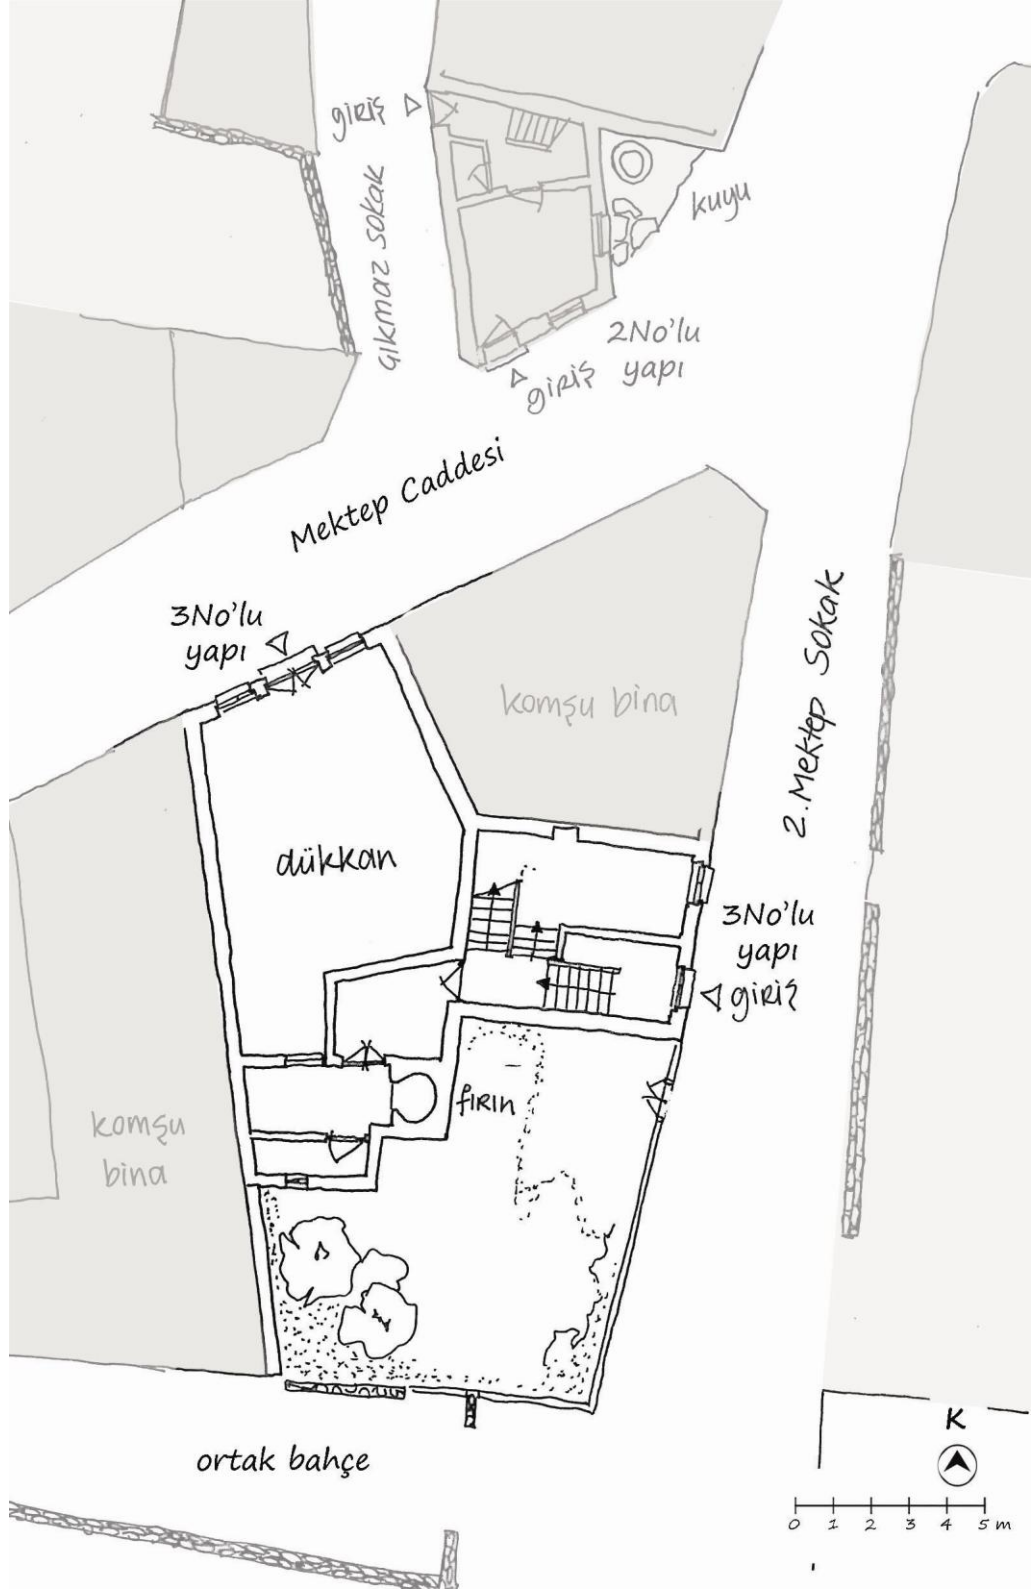 giriş
çıkmaz sokak
kuyu
2No'lu
yapı
giriş
Mektep Caddesi
3No'lu
yapı
komşu bina
2. Mektep Sokak
dükkan
3No'lu
yapı
giriş
fırın
komşu
bina
K
ortak bahçe
0 1 2 3 4 5 m